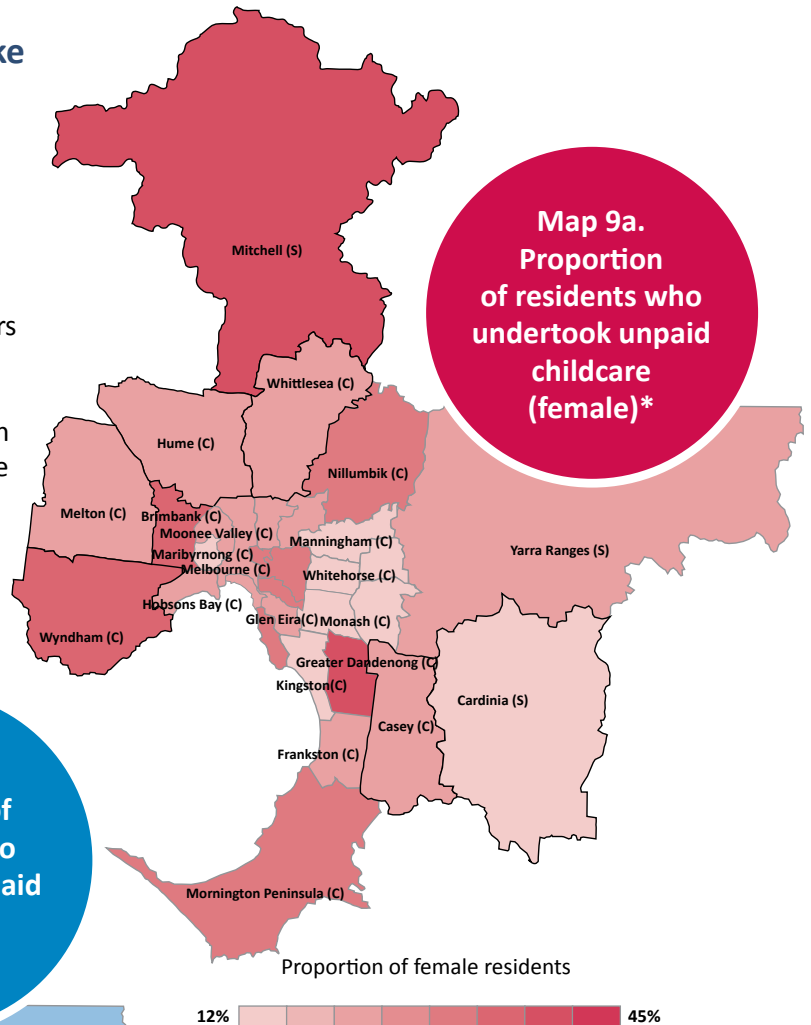 ke
rs
n
e
Map 9a.
Proportion
of residents who
undertook unpaid
childcare
(female)*
Mitchell (S)
Whittlesea (C)
Hume (C)
Nillumbik (C)
Melton (C)
Brimbank (C)
Moonee Valley (C)
Manningham (C)
Yarra Ranges (S)
Maribyrnong (C)
Melbourne (C)
Whitehorse (C)
Hobsons Bay (C)
Glen Eira(C)
Monash (C)
Wyndham (C)
Greater Dandenong (C)
Kingston(C)
Cardinia (S)
Casey (C)
Frankston (C)
Mornington Peninsula (C)
of
o
aid
Proportion of female residents
12%
45%